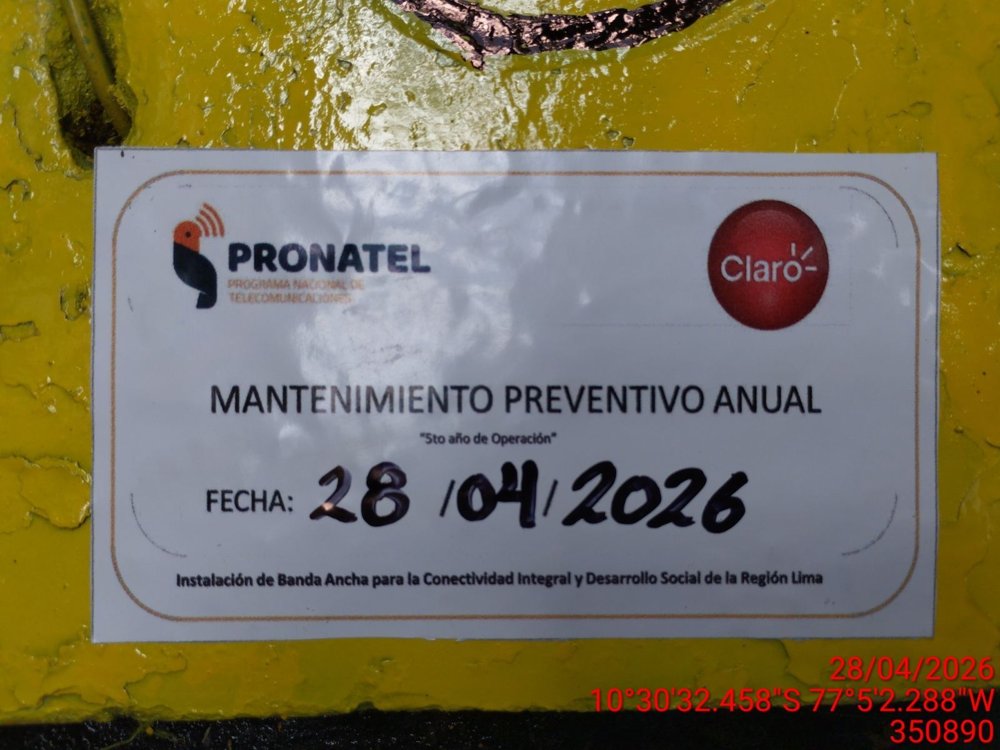 PRONATEL
PROGRAMA NACIONAL DE
TELECOMUNICACIONES
Claro
MANTENIMIENTO PREVENTIVO ANUAL
"5to año de Operación"
FECHA: 28/04/2026
Instalación de Banda Ancha para la Conectividad Integral y Desarrollo Social de la Región Lima
28/04/2026
10°30'32.458"S 77°5'2.288"W
350890